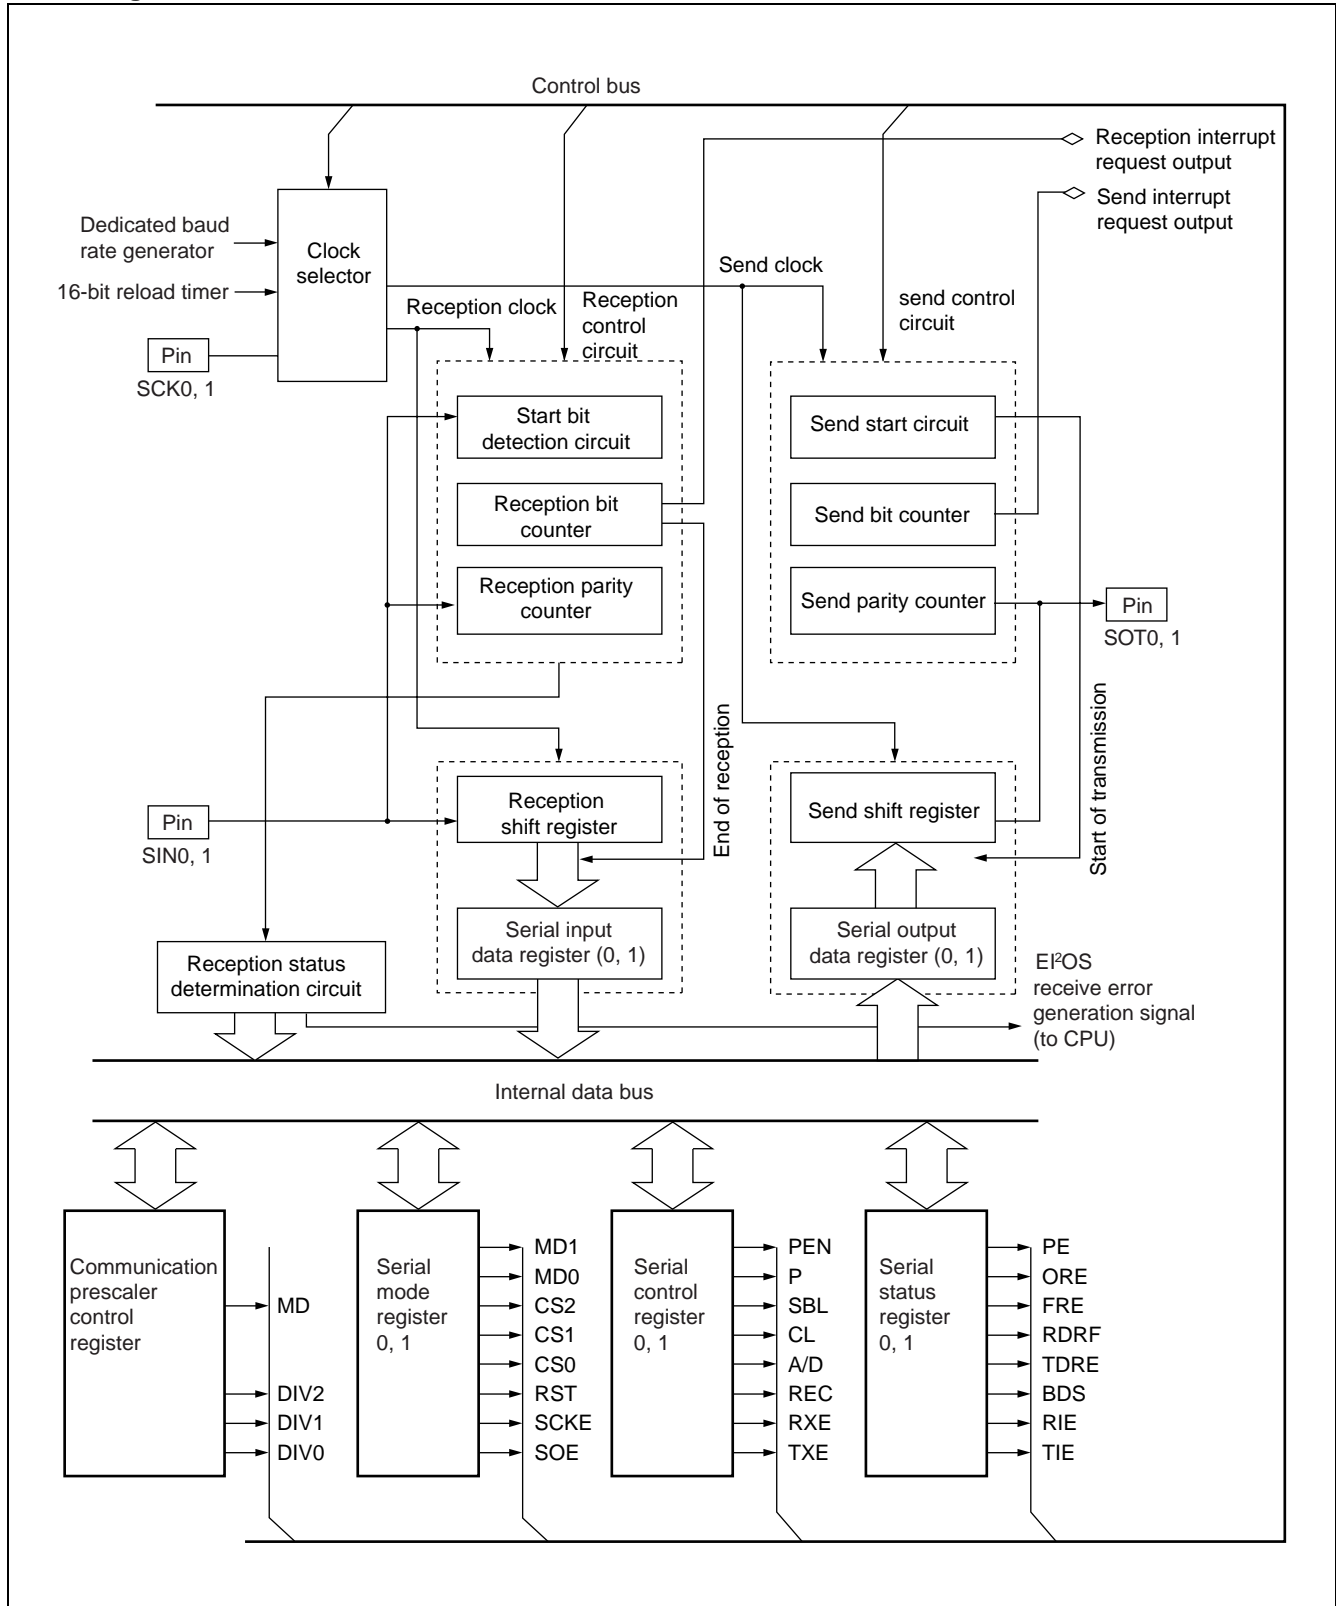 Control bus
Reception interrupt
request output
Send interrupt
request output
Dedicated baud
rate generator
16-bit reload timer
Clock
selector
Pin
SCK0, 1
Send clock
Reception clock
Reception
control
circuit
send control
circuit
Start bit
detection circuit
Reception bit
counter
Reception parity
counter
Send start circuit
Send bit counter
Send parity counter
Pin
SOT0, 1
End of reception
Start of transmission
Pin
SIN0, 1
Reception
shift register
Send shift register
Serial input
data register (0, 1)
Serial output
data register (0, 1)
Reception status
determination circuit
EI²OS
receive error
generation signal
(to CPU)
Internal data bus
Communication
prescaler
control
register
MD
DIV2
DIV1
DIV0
Serial
mode
register
0, 1
MD1
MD0
CS2
CS1
CS0
RST
SCKE
SOE
Serial
control
register
0, 1
PEN
P
SBL
CL
A/D
REC
RXE
TXE
Serial
status
register
0, 1
PE
ORE
FRE
RDRF
TDRE
BDS
RIE
TIE